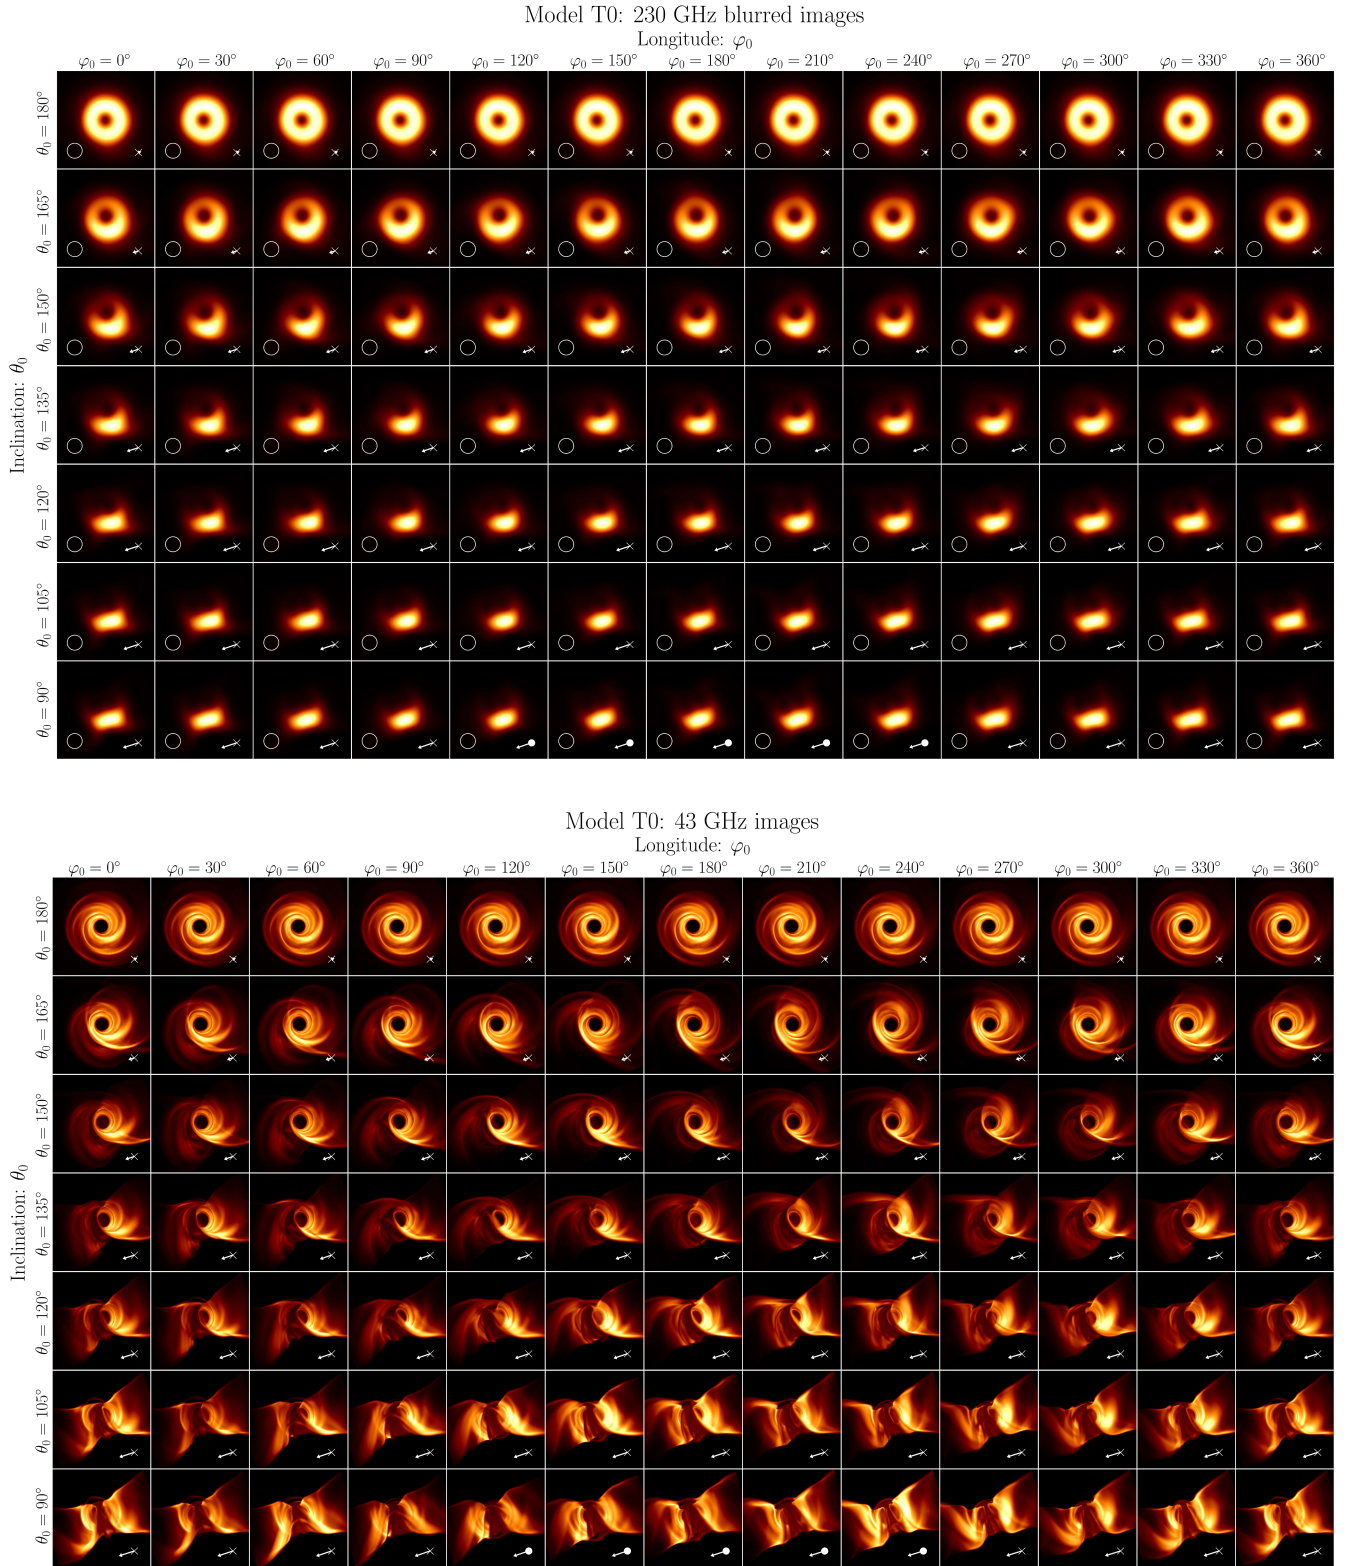 Model T0: 230 GHz blurred images
Longitude: φ₀
φ₀ = 0° φ₀ = 30° φ₀ = 60° φ₀ = 90° φ₀ = 120° φ₀ = 150° φ₀ = 180° φ₀ = 210° φ₀ = 240° φ₀ = 270° φ₀ = 300° φ₀ = 330° φ₀ = 360°
Inclination: θ₀
θ₀ = 180°
θ₀ = 165°
θ₀ = 150°
θ₀ = 135°
θ₀ = 120°
θ₀ = 105°
θ₀ = 90°
Model T0: 43 GHz images
Longitude: φ₀
φ₀ = 0° φ₀ = 30° φ₀ = 60° φ₀ = 90° φ₀ = 120° φ₀ = 150° φ₀ = 180° φ₀ = 210° φ₀ = 240° φ₀ = 270° φ₀ = 300° φ₀ = 330° φ₀ = 360°
Inclination: θ₀
θ₀ = 180°
θ₀ = 165°
θ₀ = 150°
θ₀ = 135°
θ₀ = 120°
θ₀ = 105°
θ₀ = 90°